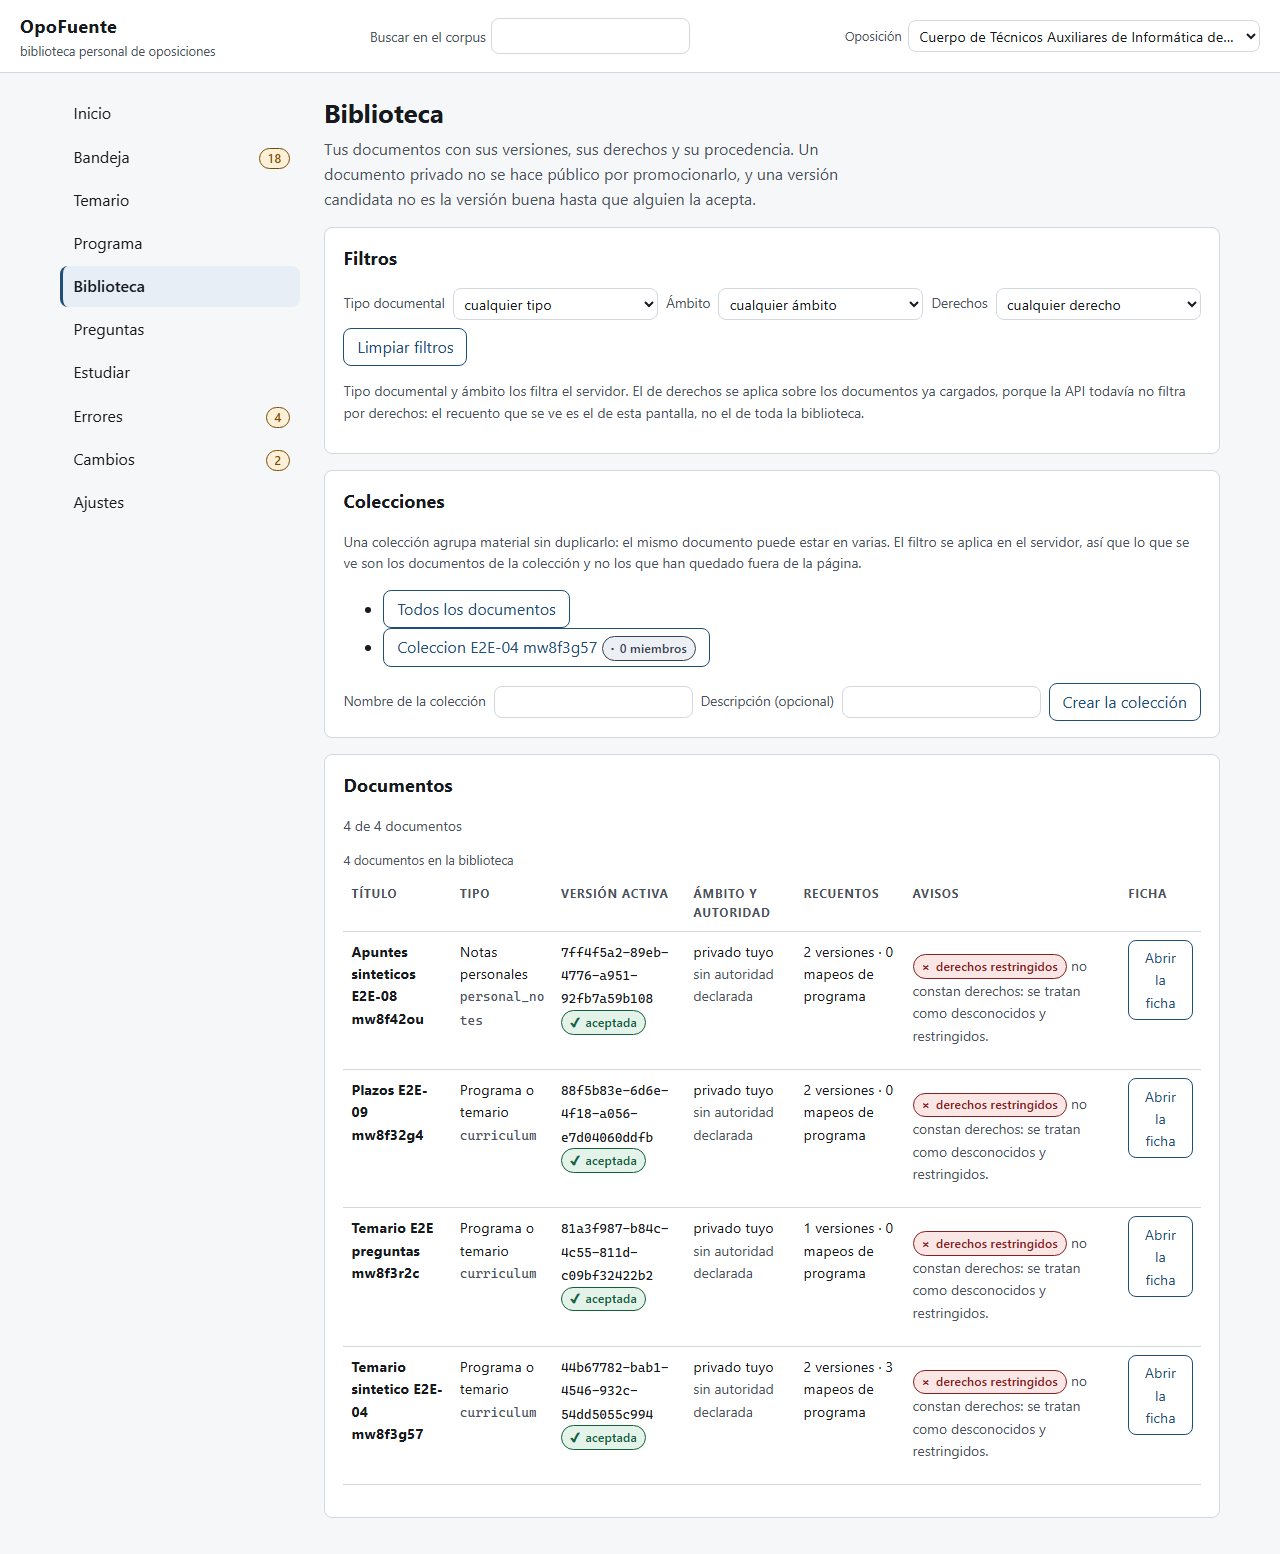 OpoFuente
biblioteca personal de oposiciones
Buscar en el corpus
Oposición
Cuerpo de Técnicos Auxiliares de Informática de...
Inicio
Bandeja 18
Temario
Programa
Biblioteca
Preguntas
Estudiar
Errores 4
Cambios 2
Ajustes
Biblioteca
Tus documentos con sus versiones, sus derechos y su procedencia. Un
documento privado no se hace público por promocionarlo, y una versión
candidata no es la versión buena hasta que alguien la acepta.
Filtros
Tipo documental cualquier tipo Ámbito cualquier ámbito Derechos cualquier derecho
Limpiar filtros
Tipo documental y ámbito los filtra el servidor. El de derechos se aplica sobre los documentos ya cargados, porque la API todavía no filtra
por derechos: el recuento que se ve es el de esta pantalla, no el de toda la biblioteca.
Colecciones
Una colección agrupa material sin duplicarlo: el mismo documento puede estar en varias. El filtro se aplica en el servidor, así que lo que se
ve son los documentos de la colección y no los que han quedado fuera de la página.
• Todos los documentos
• Coleccion E2E-04 mw8f3g57 · 0 miembros
Nombre de la colección Descripción (opcional) Crear la colección
Documentos
4 de 4 documentos
4 documentos en la biblioteca
TÍTULO
TIPO
VERSIÓN ACTIVA
ÁMBITO Y
AUTORIDAD
RECUENTOS
AVISOS
FICHA
Apuntes
sinteticos
E2E-08
mw8f42ou
Notas
personales
personal_no
tes
7ff4f5a2-89eb-
4776-a951-
92fb7a59b108
✓ aceptada
privado tuyo
sin autoridad
declarada
2 versiones · 0
mapeos de
programa
× derechos restringidos no
constan derechos: se tratan
como desconocidos y
restringidos.
Abrir
la
ficha
Plazos E2E-
09
mw8f32g4
Programa o
temario
curriculum
88f5b83e-6d6e-
4f18-a056-
e7d04060ddfb
✓ aceptada
privado tuyo
sin autoridad
declarada
2 versiones · 0
mapeos de
programa
× derechos restringidos no
constan derechos: se tratan
como desconocidos y
restringidos.
Abrir
la
ficha
Temario E2E
preguntas
mw8f3r2c
Programa o
temario
curriculum
81a3f987-b84c-
4c55-811d-
c09bf32422b2
✓ aceptada
privado tuyo
sin autoridad
declarada
1 versiones · 0
mapeos de
programa
× derechos restringidos no
constan derechos: se tratan
como desconocidos y
restringidos.
Abrir
la
ficha
Temario
sintetico E2E-
04
mw8f3g57
Programa o
temario
curriculum
44b67782-bab1-
4546-932c-
54dd5055c994
✓ aceptada
privado tuyo
sin autoridad
declarada
2 versiones · 3
mapeos de
programa
× derechos restringidos no
constan derechos: se tratan
como desconocidos y
restringidos.
Abrir
la
ficha